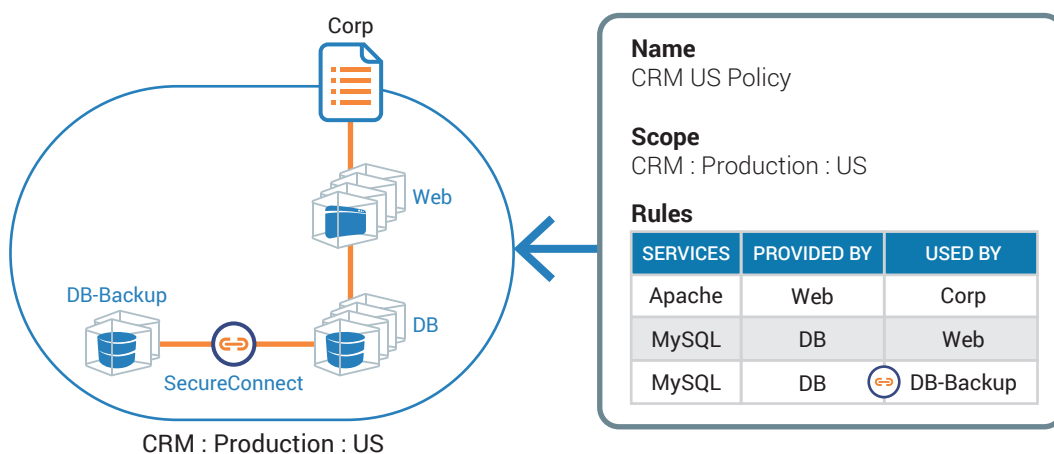 Corp
Web
DB-Backup
DB
SecureConnect
CRM : Production : US
Name
CRM US Policy
Scope
CRM : Production : US
Rules
SERVICES PROVIDED BY USED BY
Apache Web Corp
MySQL DB Web
MySQL DB DB-Backup